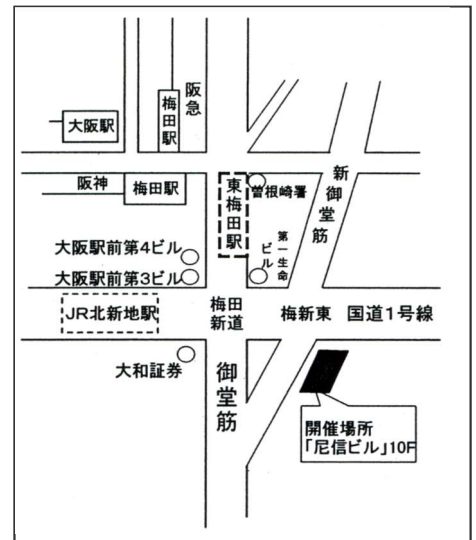 阪急
梅田駅
大阪駅
阪神
梅田駅
東梅田駅
曽根崎署
新御堂筋
第一生命
ビル
大阪駅前第4ビル
大阪駅前第3ビル
JR北新地駅
梅田
新道
梅新東 国道1号線
大和証券
御堂筋
開催場所
「尼信ビル」10F